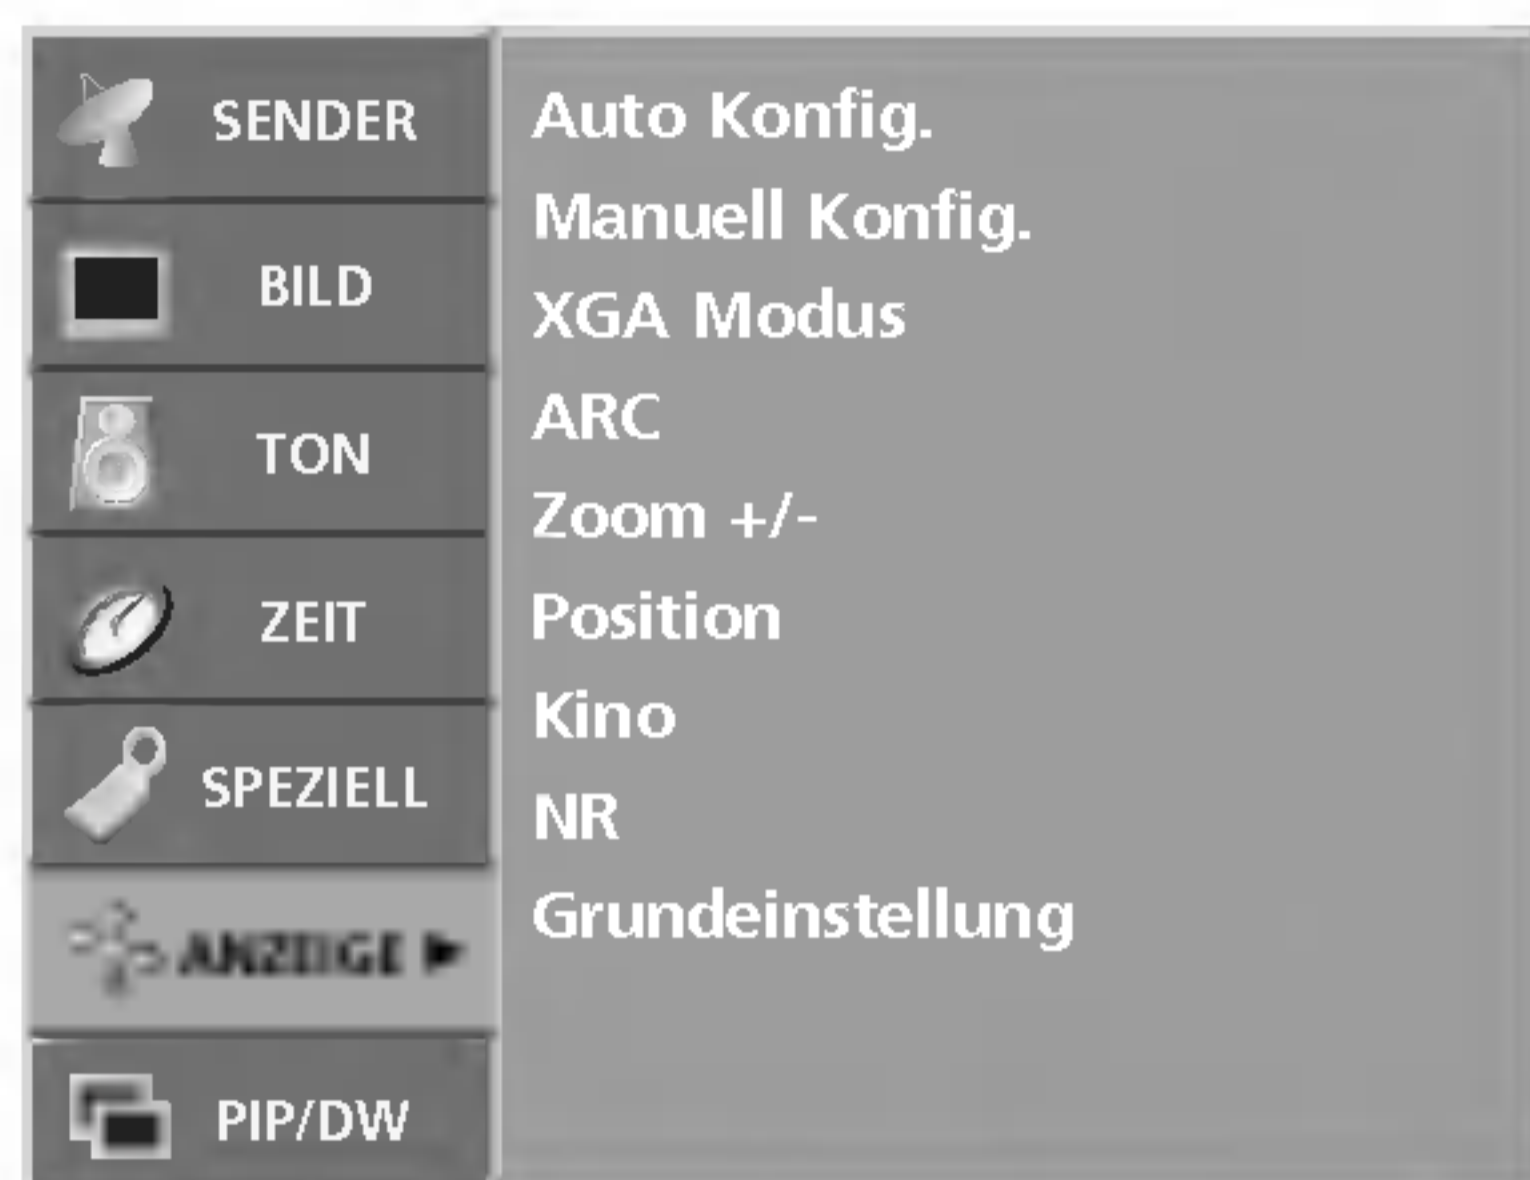 SENDER
BILD
TON
ZEIT
SPEZIELL
ANZEIGE
PIP/DW
Auto Konfig.
Manuell Konfig.
XGA Modus
ARC
Zoom +/-
Position
Kino
NR
Grundeinstellung